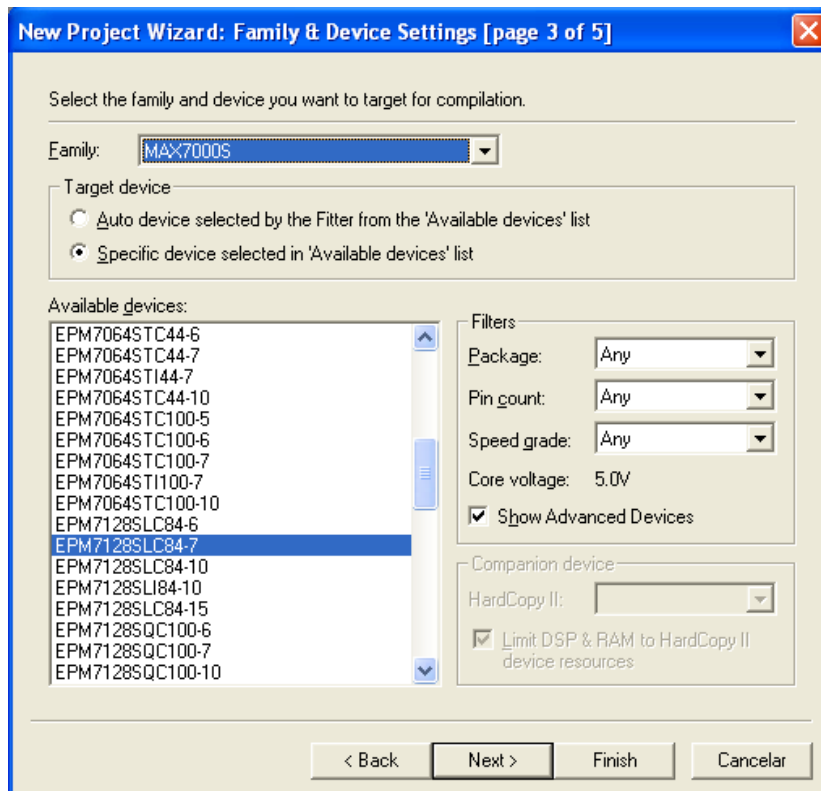 New Project Wizard: Family & Device Settings [page 3 of 5]
Select the family and device you want to target for compilation.
Family: MAX7000S
Target device
Auto device selected by the Fitter from the 'Available devices' list
Specific device selected in 'Available devices' list
Available devices:
EPM7064STC44-6
EPM7064STC44-7
EPM7064STI44-7
EPM7064STC44-10
EPM7064STC100-5
EPM7064STC100-6
EPM7064STC100-7
EPM7064STI100-7
EPM7064STC100-10
EPM7128SLC84-6
EPM7128SLC84-7
EPM7128SLC84-10
EPM7128SLI84-10
EPM7128SLC84-15
EPM7128SQC100-6
EPM7128SQC100-7
EPM7128SQC100-10
Filters
Package: Any
Pin count: Any
Speed grade: Any
Core voltage: 5.0V
Show Advanced Devices
Companion device
HardCopy II:
Limit DSP & RAM to HardCopy II
device resources
< Back Next > Finish Cancelar